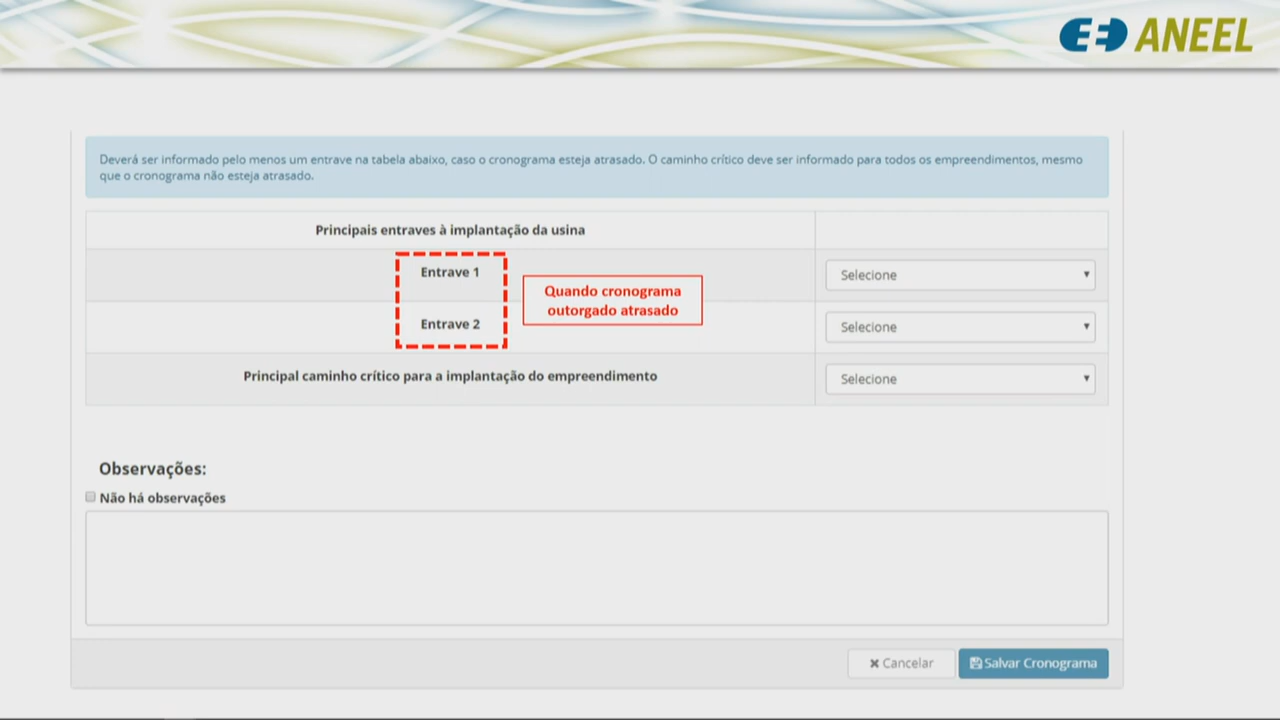 ANEEL
Deverá ser informado pelo menos um entrave na tabela abaixo, caso o cronograma esteja atrasado. O caminho crítico deve ser informado para todos os empreendimentos, mesmo
que o cronograma não esteja atrasado.
Principais entraves à implantação da usina
Entrave 1
Selecione
Quando cronograma
outorgado atrasado
Entrave 2
Selecione
Principal caminho crítico para a implantação do empreendimento
Selecione
Observações:
Não há observações
Cancelar
Salvar Cronograma